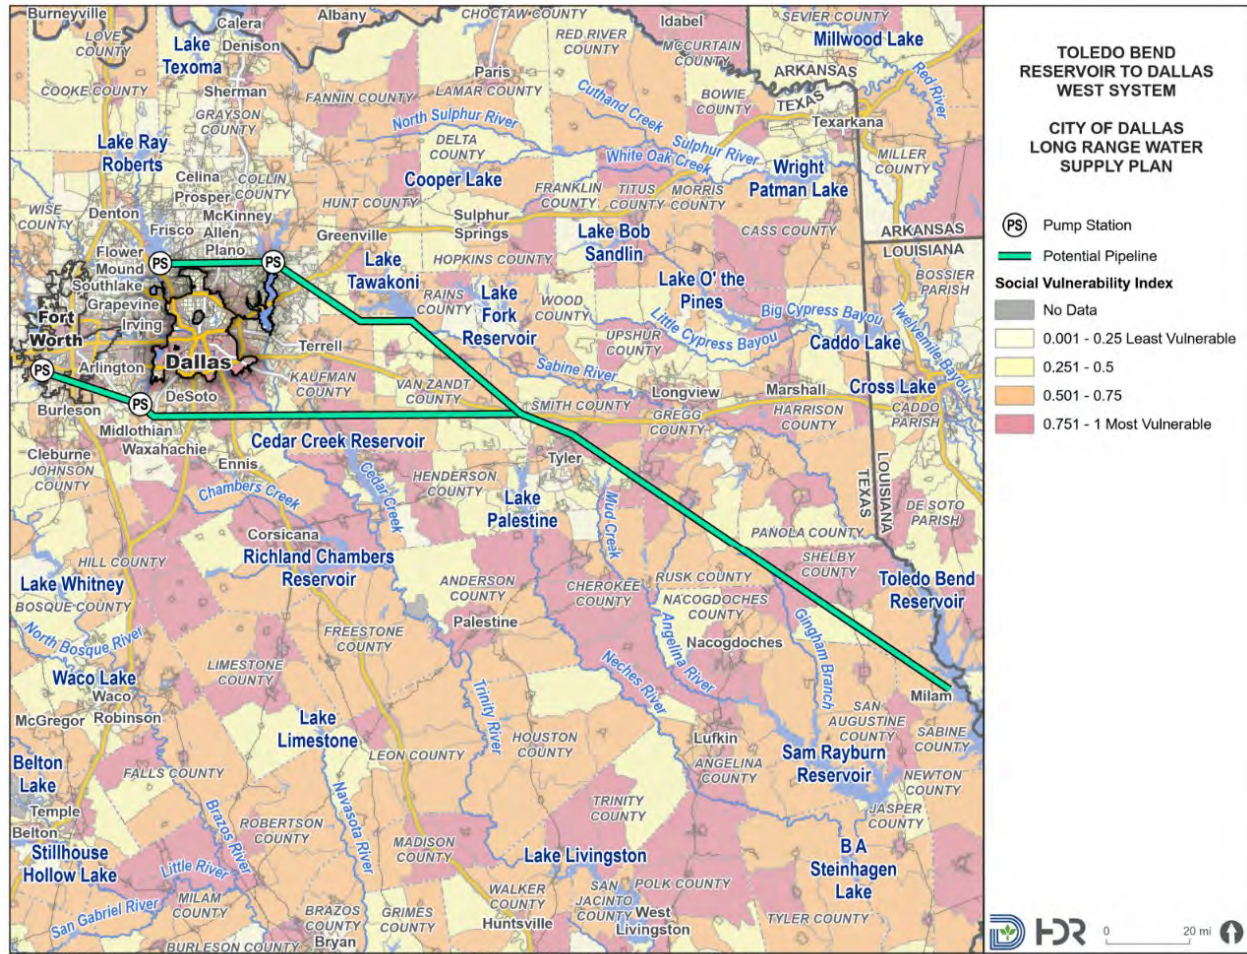 Burneyville
LOVE
COUNTY
Calera
Denison
Albany
CHOCTAW COUNTY
RED RIVER
COUNTY
Idabel
MCCURTAIN
COUNTY
SEVIER COUNTY
Millwood Lake
Red River
Lake
Texoma
COOKE COUNTY
Sherman
GRAYSON
COUNTY
FANNIN COUNTY
Paris
LAMAR COUNTY
ARKANSAS
TEXAS
BOWIE
COUNTY
Texarkana
Cuthand Creek
North Sulphur River
Sulphur River
White Oak Creek
DELTA
COUNTY
MILLER
COUNTY
Lake Ray
Roberts
Celina
COLLIN
COUNTY
Prosper
McKinney
Cooper Lake
HUNT COUNTY
FRANKLIN
COUNTY
TITUS
COUNTY
MORRIS
COUNTY
Wright
Patman Lake
WISE
COUNTY
Denton
Frisco
Allen
Plano
Greenville
Sulphur
Springs
HOPKINS COUNTY
Lake Bob
Sandlin
CASS COUNTY
ARKANSAS
LOUISIANA
BOSSIER
PARISH
Flower
Mound
PS
PS
Southlake
Grapevine
Irving
Fort
Worth
Lake
Tawakoni
RAINS
COUNTY
Lake
Fork
Reservoir
WOOD
COUNTY
Lake O' the
Pines
Little Cypress Bayou
Big Cypress Bayou
Caddo Lake
Twelvemile Bayou
UPSHUR
COUNTY
Dallas
Terrell
Arlington
PS
PS
DeSoto
KAUFMAN
COUNTY
VAN ZANDT
COUNTY
Sabine River
Longview
Marshall
Cross Lake
Burleson
Midlothian
Waxahachie
SMITH COUNTY
GREGG
COUNTY
HARRISON
COUNTY
CADDO
PARISH
Cleburne
JOHNSON
COUNTY
Ennis
Cedar Creek Reservoir
Tyler
Chambers Creek
Cedar Creek
HENDERSON
COUNTY
Lake
Palestine
Mud Creek
TEXAS
LOUISIANA
DE SOTO
PARISH
PANOLA COUNTY
Corsicana
HILL COUNTY
Richland Chambers
Reservoir
Lake Whitney
BOSQUE COUNTY
ANDERSON
COUNTY
CHEROKEE
COUNTY
RUSK COUNTY
SHELBY
COUNTY
Toledo Bend
Reservoir
NACOGDOCHES
COUNTY
North Bosque River
FREESTONE
COUNTY
Palestine
Nacogdoches
Angelina River
Gingham Branch
Waco Lake
Waco
LIMESTONE
COUNTY
Neches River
Trinity River
Milam
McGregor
Robinson
Lake
Limestone
HOUSTON
COUNTY
Lufkin
SAN
AUGUSTINE
COUNTY
SABINE
COUNTY
Belton
Lake
FALLS COUNTY
LEON COUNTY
ANGELINA
COUNTY
Sam Rayburn
Reservoir
NEWTON
COUNTY
Temple
Belton
Brazos River
Navasota River
ROBERTSON
COUNTY
TRINITY
COUNTY
JASPER
COUNTY
Stillhouse
Hollow Lake
Little River
MADISON
COUNTY
Lake Livingston
B A
Steinhagen
Lake
San Gabriel River
MILAM
COUNTY
WALKER
COUNTY
SAN
JACINTO
COUNTY
POLK COUNTY
BRAZOS
COUNTY
GRIMES
COUNTY
Huntsville
West
Livingston
TYLER COUNTY
BURLESON COUNTY
Bryan
TOLEDO BEND
RESERVOIR TO DALLAS
WEST SYSTEM
CITY OF DALLAS
LONG RANGE WATER
SUPPLY PLAN
PS Pump Station
Potential Pipeline
Social Vulnerability Index
No Data
0.001 - 0.25 Least Vulnerable
0.251 - 0.5
0.501 - 0.75
0.751 - 1 Most Vulnerable
HDR
0 20 mi